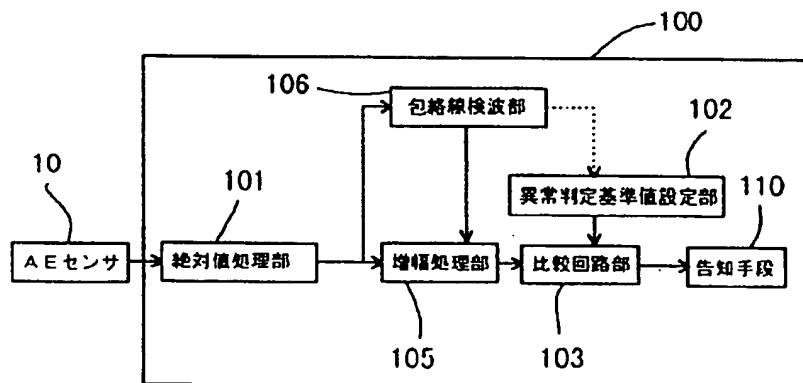 100
106
包絡線検波部
102
10
101
異常判定基準値設定部
110
AEセンサ
絶対値処理部
増幅処理部
比較回路部
告知手段
105
103